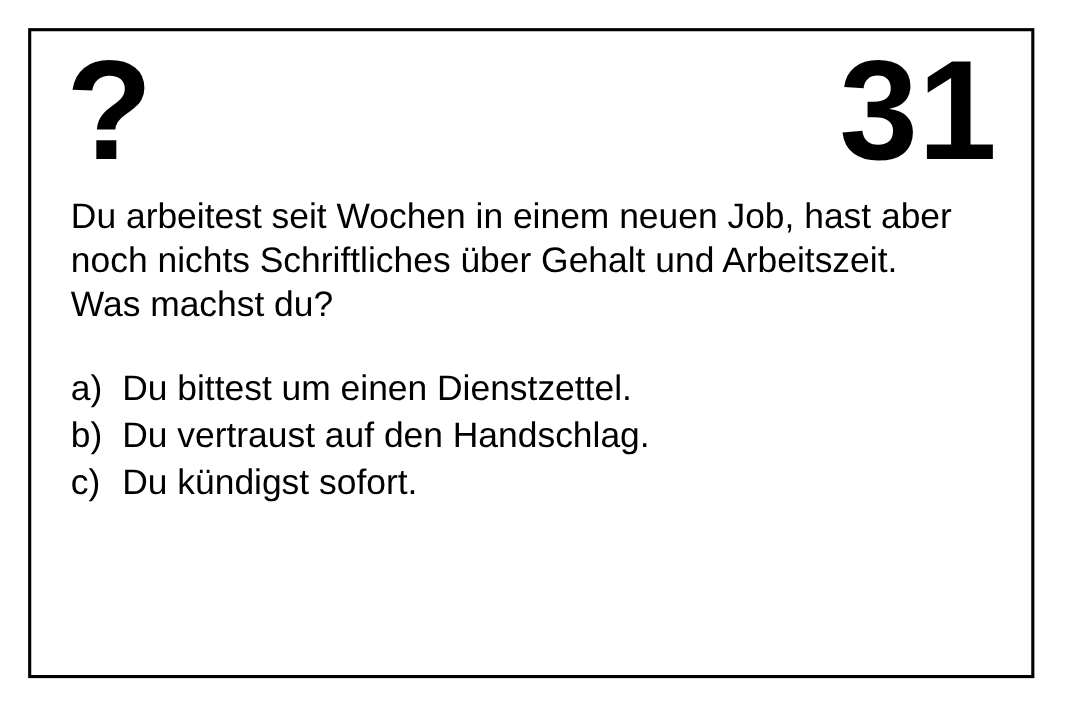 ? 31
Du arbeitest seit Wochen in einem neuen Job, hast aber
noch nichts Schriftliches über Gehalt und Arbeitszeit.
Was machst du?
a) Du bittest um einen Dienstzettel.
b) Du vertraust auf den Handschlag.
c) Du kündigst sofort.